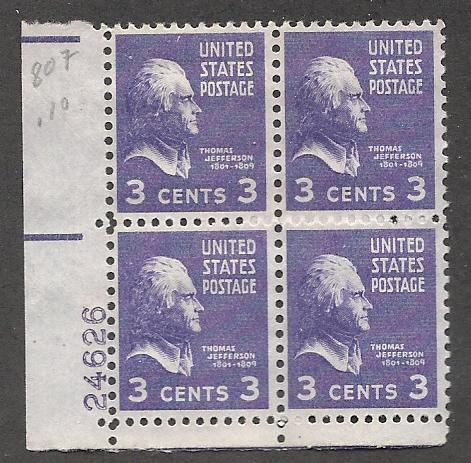 807
.10
UNITED
STATES
POSTAGE
THOMAS
JEFFERSON
1801-1809
3 CENTS 3
UNITED
STATES
POSTAGE
THOMAS
JEFFERSON
1801-1809
3 CENTS 3
UNITED
STATES
POSTAGE
THOMAS
JEFFERSON
1801-1809
3 CENTS 3
UNITED
STATES
POSTAGE
THOMAS
JEFFERSON
1801-1809
3 CENTS 3
24626